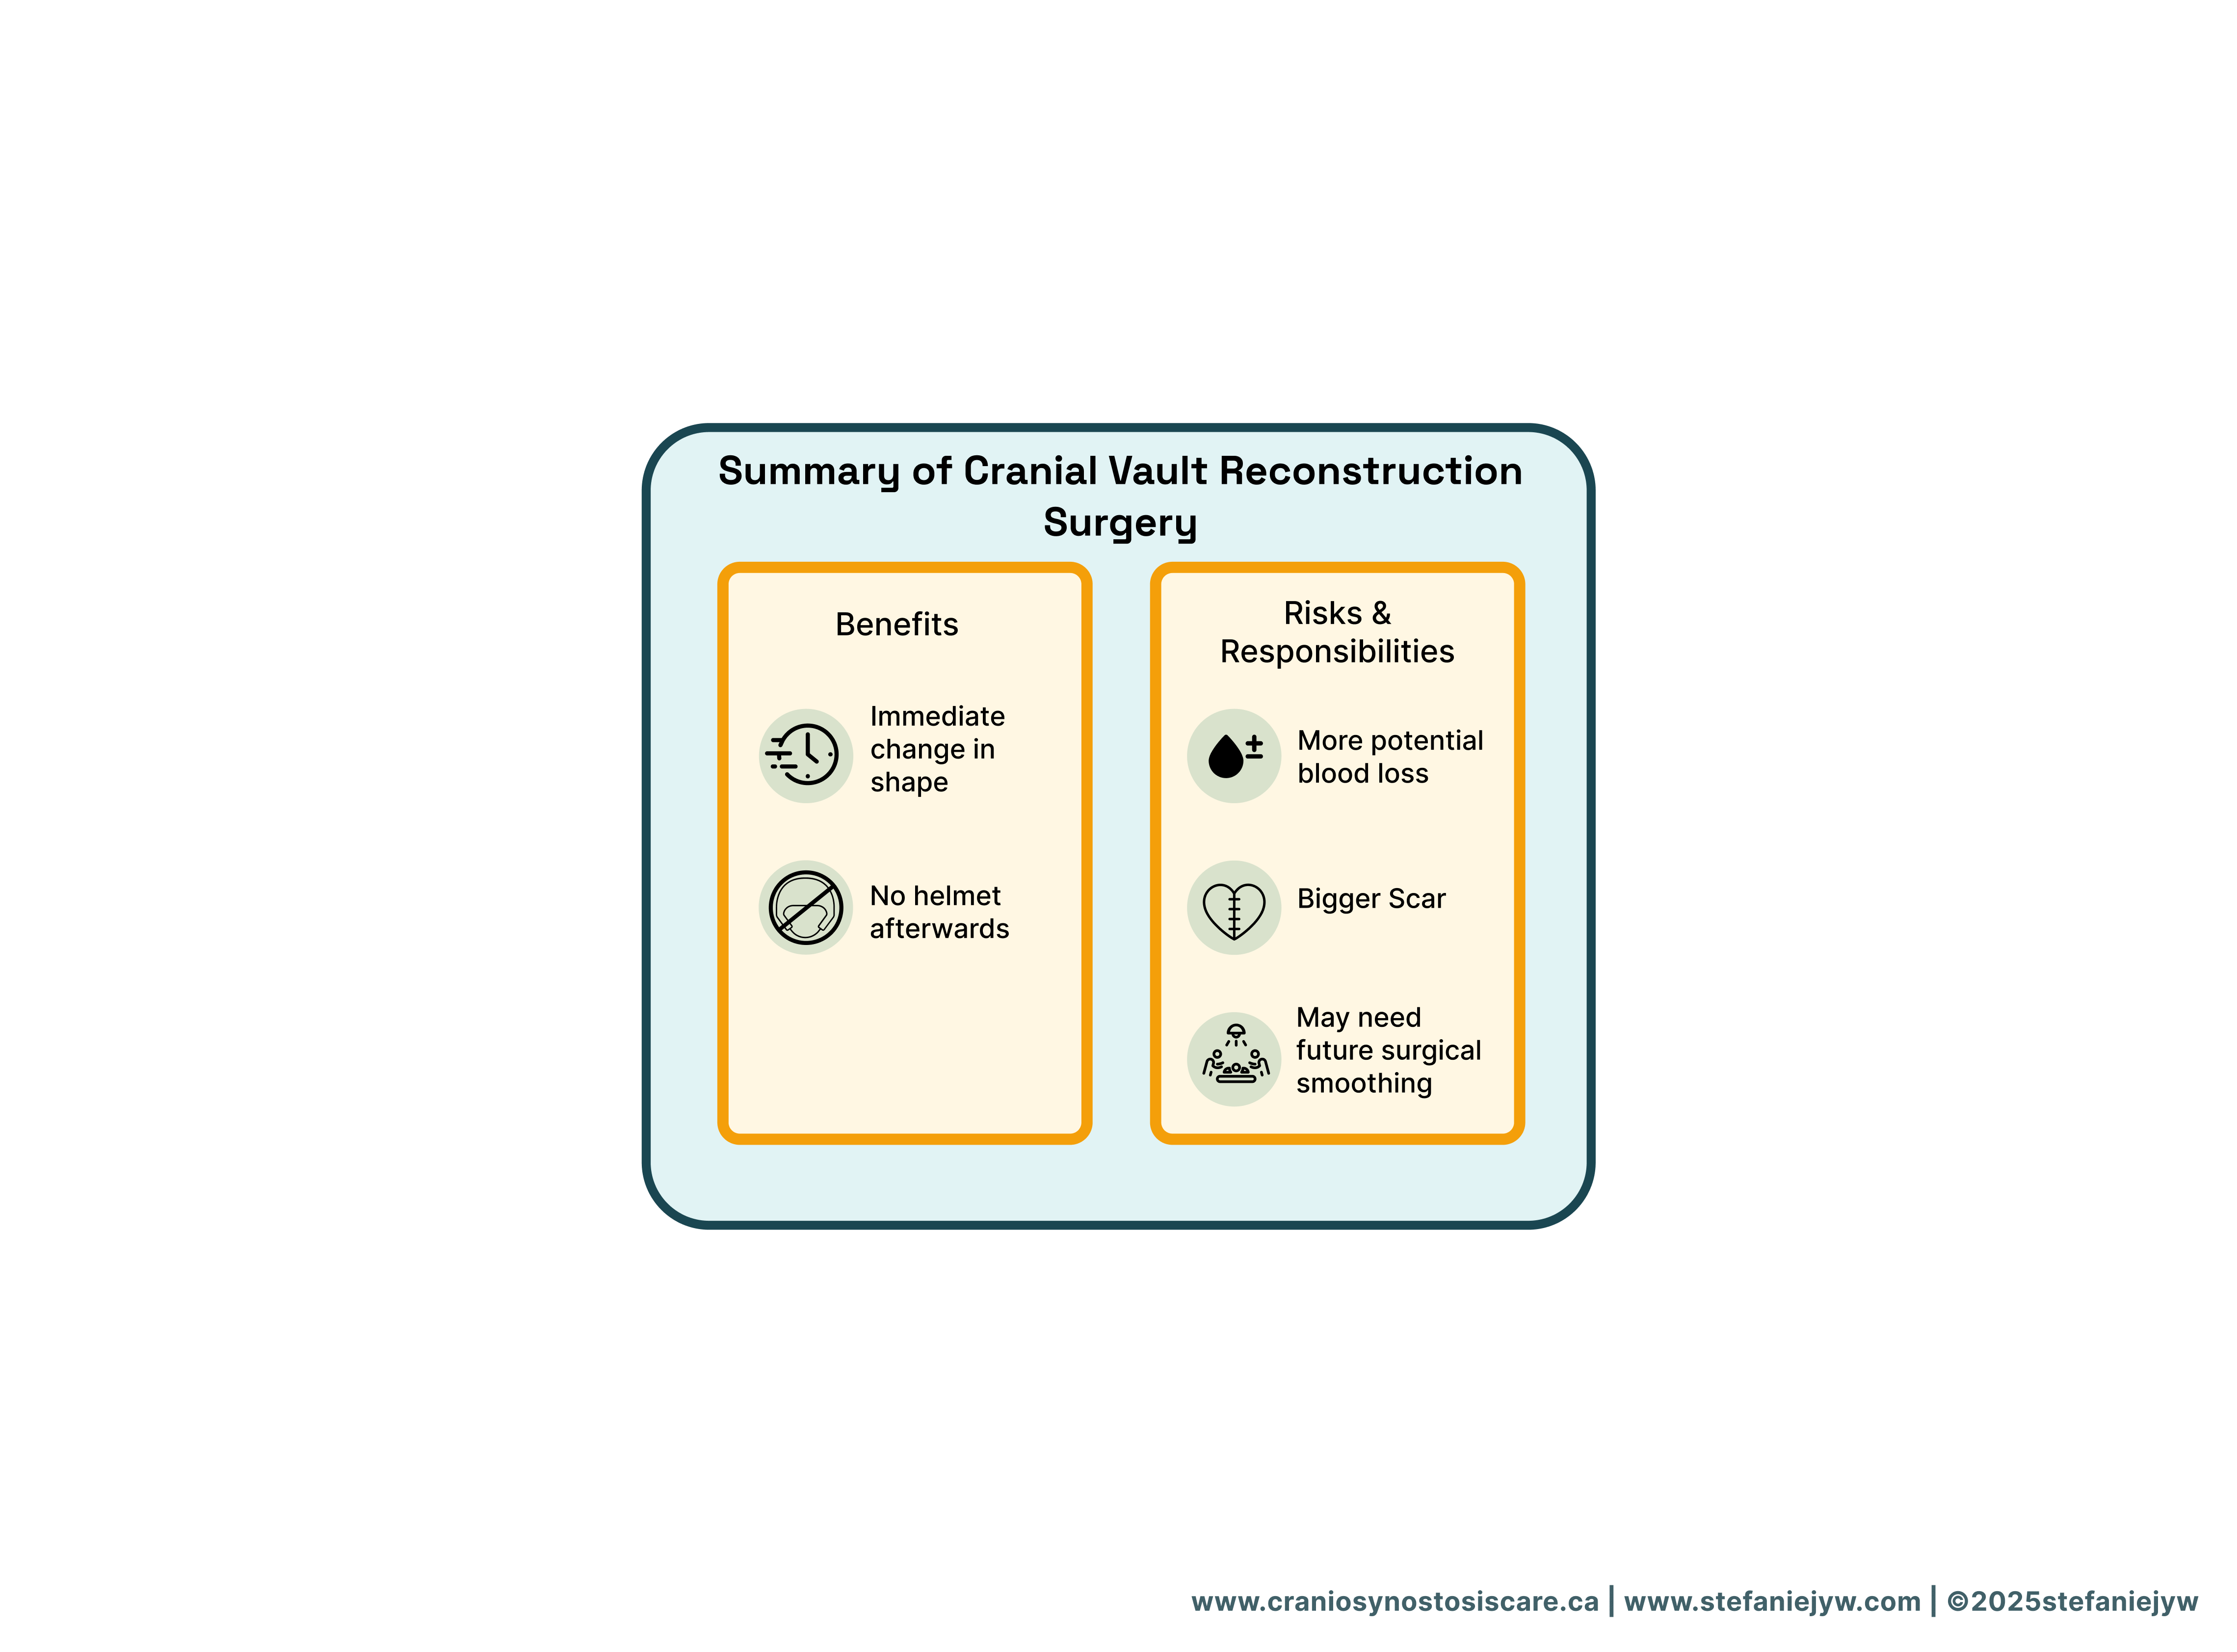 Summary of Cranial Vault Reconstruction
Surgery
Benefits
Immediate
change in
shape
No helmet
afterwards
Risks &
Responsibilities
More potential
blood loss
Bigger Scar
May need
future surgical
smoothing
www.craniosynostosiscare.ca | www.stefaniejyw.com | ©2025stefaniejyw